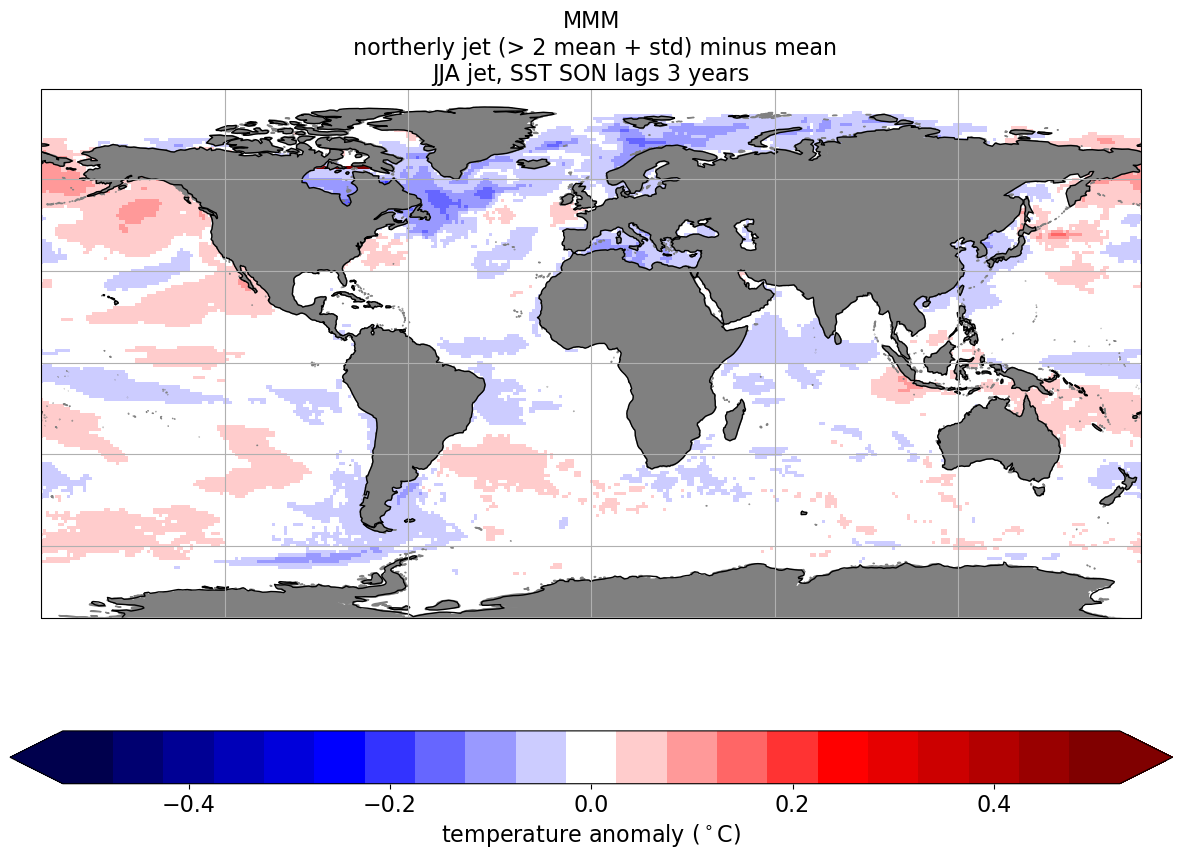 MMM
northerly jet (> 2 mean + std) minus mean
JJA jet, SST SON lags 3 years
−0.4 −0.2 0.0 0.2 0.4
temperature anomaly (°C)